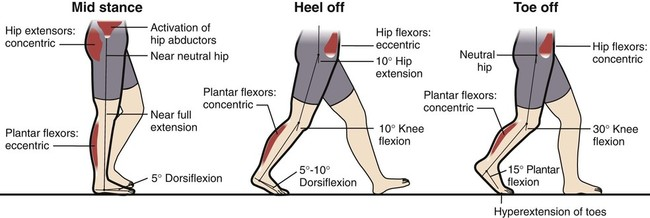 Mid stance
Hip extensors:
concentric
Activation of
hip abductors
Near neutral hip
Near full
extension
Plantar flexors:
eccentric
5° Dorsiflexion
Heel off
Hip flexors:
eccentric
10° Hip
extension
Plantar flexors:
concentric
10° Knee
flexion
5°-10°
Dorsiflexion
Toe off
Neutral
hip
Hip flexors:
concentric
Plantar flexors:
concentric
30° Knee
flexion
15° Plantar
flexion
Hyperextension of toes